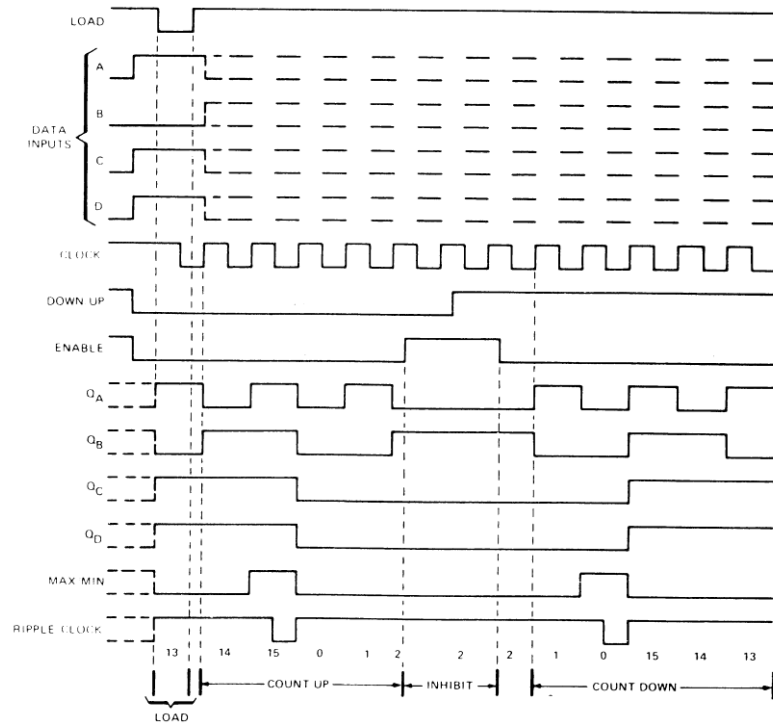 LOAD
A
B
DATA
INPUTS
C
D
CLOCK
DOWN UP
ENABLE
QA
QB
QC
QD
MAX MIN
RIPPLE CLOCK
13 14 15 0 1 2 2 2 1 0 15 14 13
COUNT UP INHIBIT COUNT DOWN
LOAD